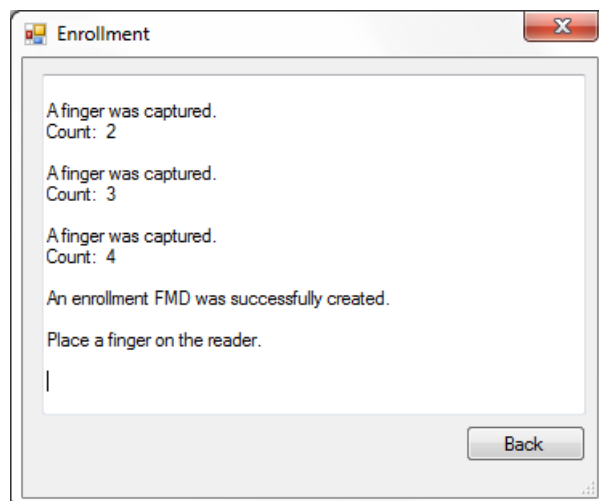 Enrollment
A finger was captured.
Count: 2
A finger was captured.
Count: 3
A finger was captured.
Count: 4
An enrollment FMD was successfully created.
Place a finger on the reader.
Back